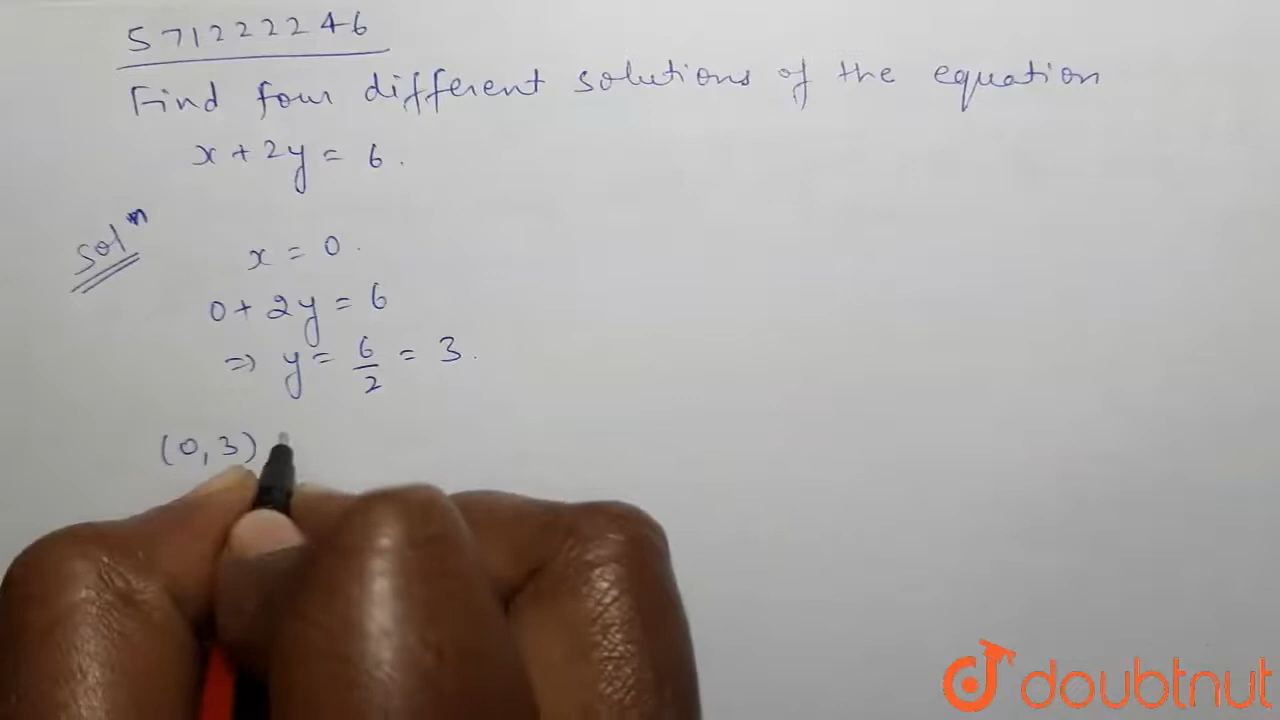 571222246
Find four different solutions of the equation
x + 2y = 6.
Solⁿ
x = 0.
0 + 2y = 6
⇒ y = 6/2 = 3.
(0, 3)
doubtnut